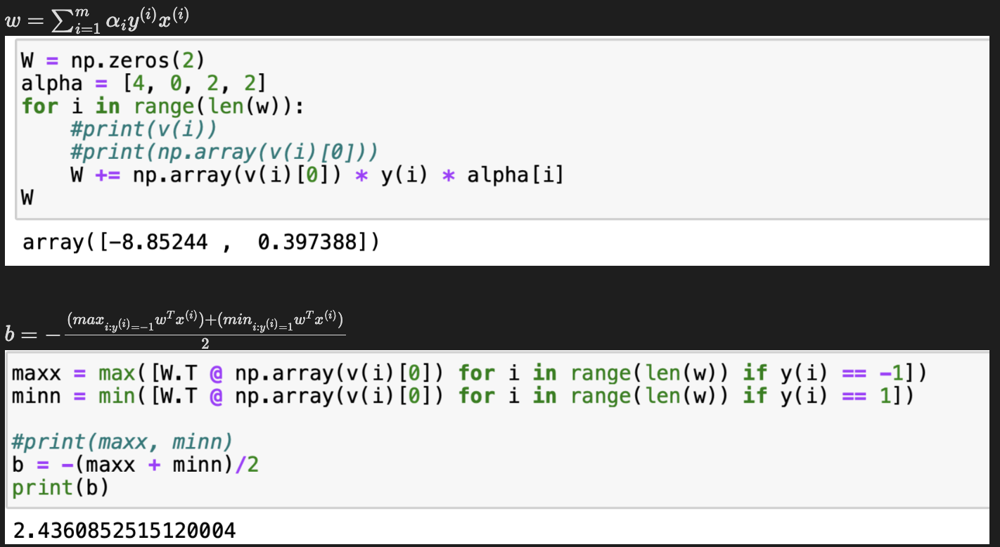 w = ∑_{i=1}^{m} α_i y^{(i)} x^{(i)}
W = np.zeros(2)
alpha = [4, 0, 2, 2]
for i in range(len(w)):
    #print(v(i))
    #print(np.array(v(i)[0]))
    W += np.array(v(i)[0]) * y(i) * alpha[i]
W
array([-8.85244 ,  0.397388])
b = −\frac{(max_{i:y^{(i)}=−1} w^T x^{(i)})+(min_{i:y^{(i)}=1} w^T x^{(i)})}{2}
maxx = max([W.T @ np.array(v(i)[0]) for i in range(len(w)) if y(i) == -1])
minn = min([W.T @ np.array(v(i)[0]) for i in range(len(w)) if y(i) == 1])
#print(maxx, minn)
b = -(maxx + minn)/2
print(b)
2.4360852515120004